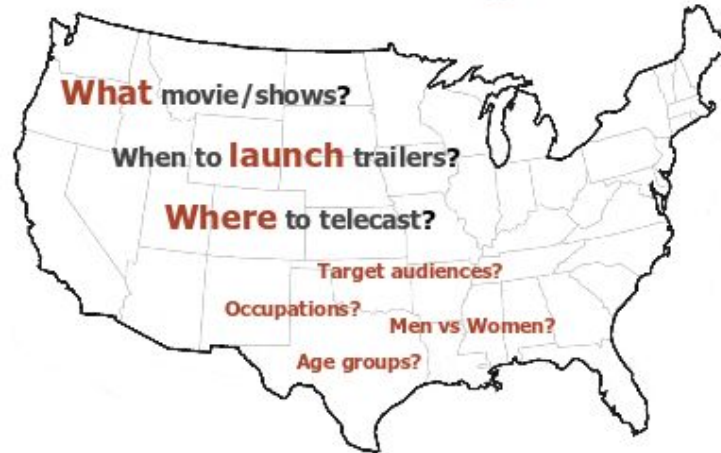 What movie/shows?
When to launch trailers?
Where to telecast?
Target audiences?
Occupations?
Men vs Women?
Age groups?